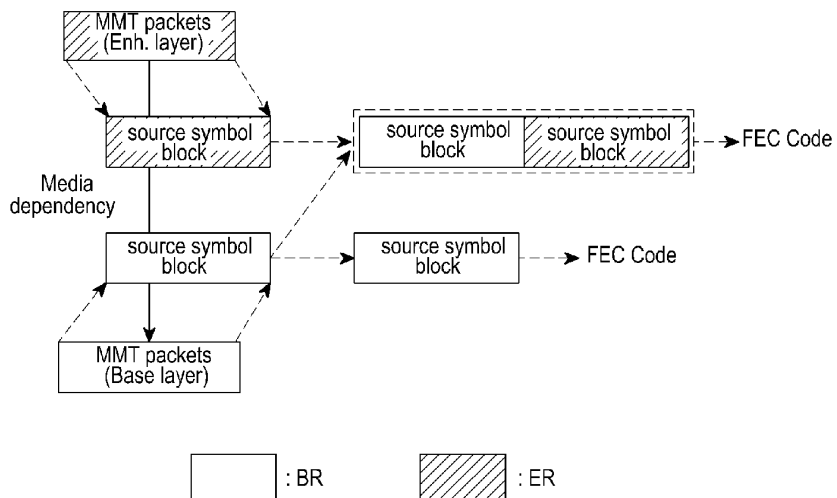 MMT packets
(Enh. layer)
source symbol
block
source symbol
block
source symbol
block
FEC Code
Media
dependency
source symbol
block
source symbol
block
FEC Code
MMT packets
(Base layer)
: BR
: ER